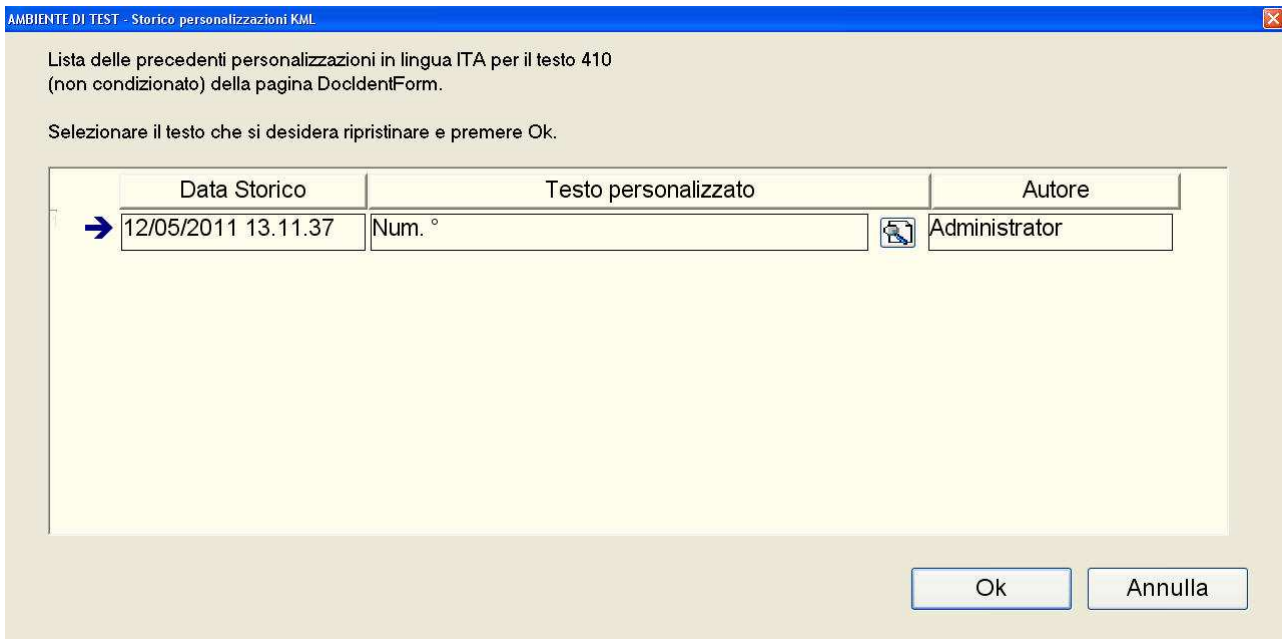 AMBIENTE DI TEST - Storico personalizzazioni KML
Lista delle precedenti personalizzazioni in lingua ITA per il testo 410
(non condizionato) della pagina DocIdentForm.
Selezionare il testo che si desidera ripristinare e premere Ok.
Data Storico Testo personalizzato Autore
12/05/2011 13.11.37 Num. ° Administrator
Ok Annulla